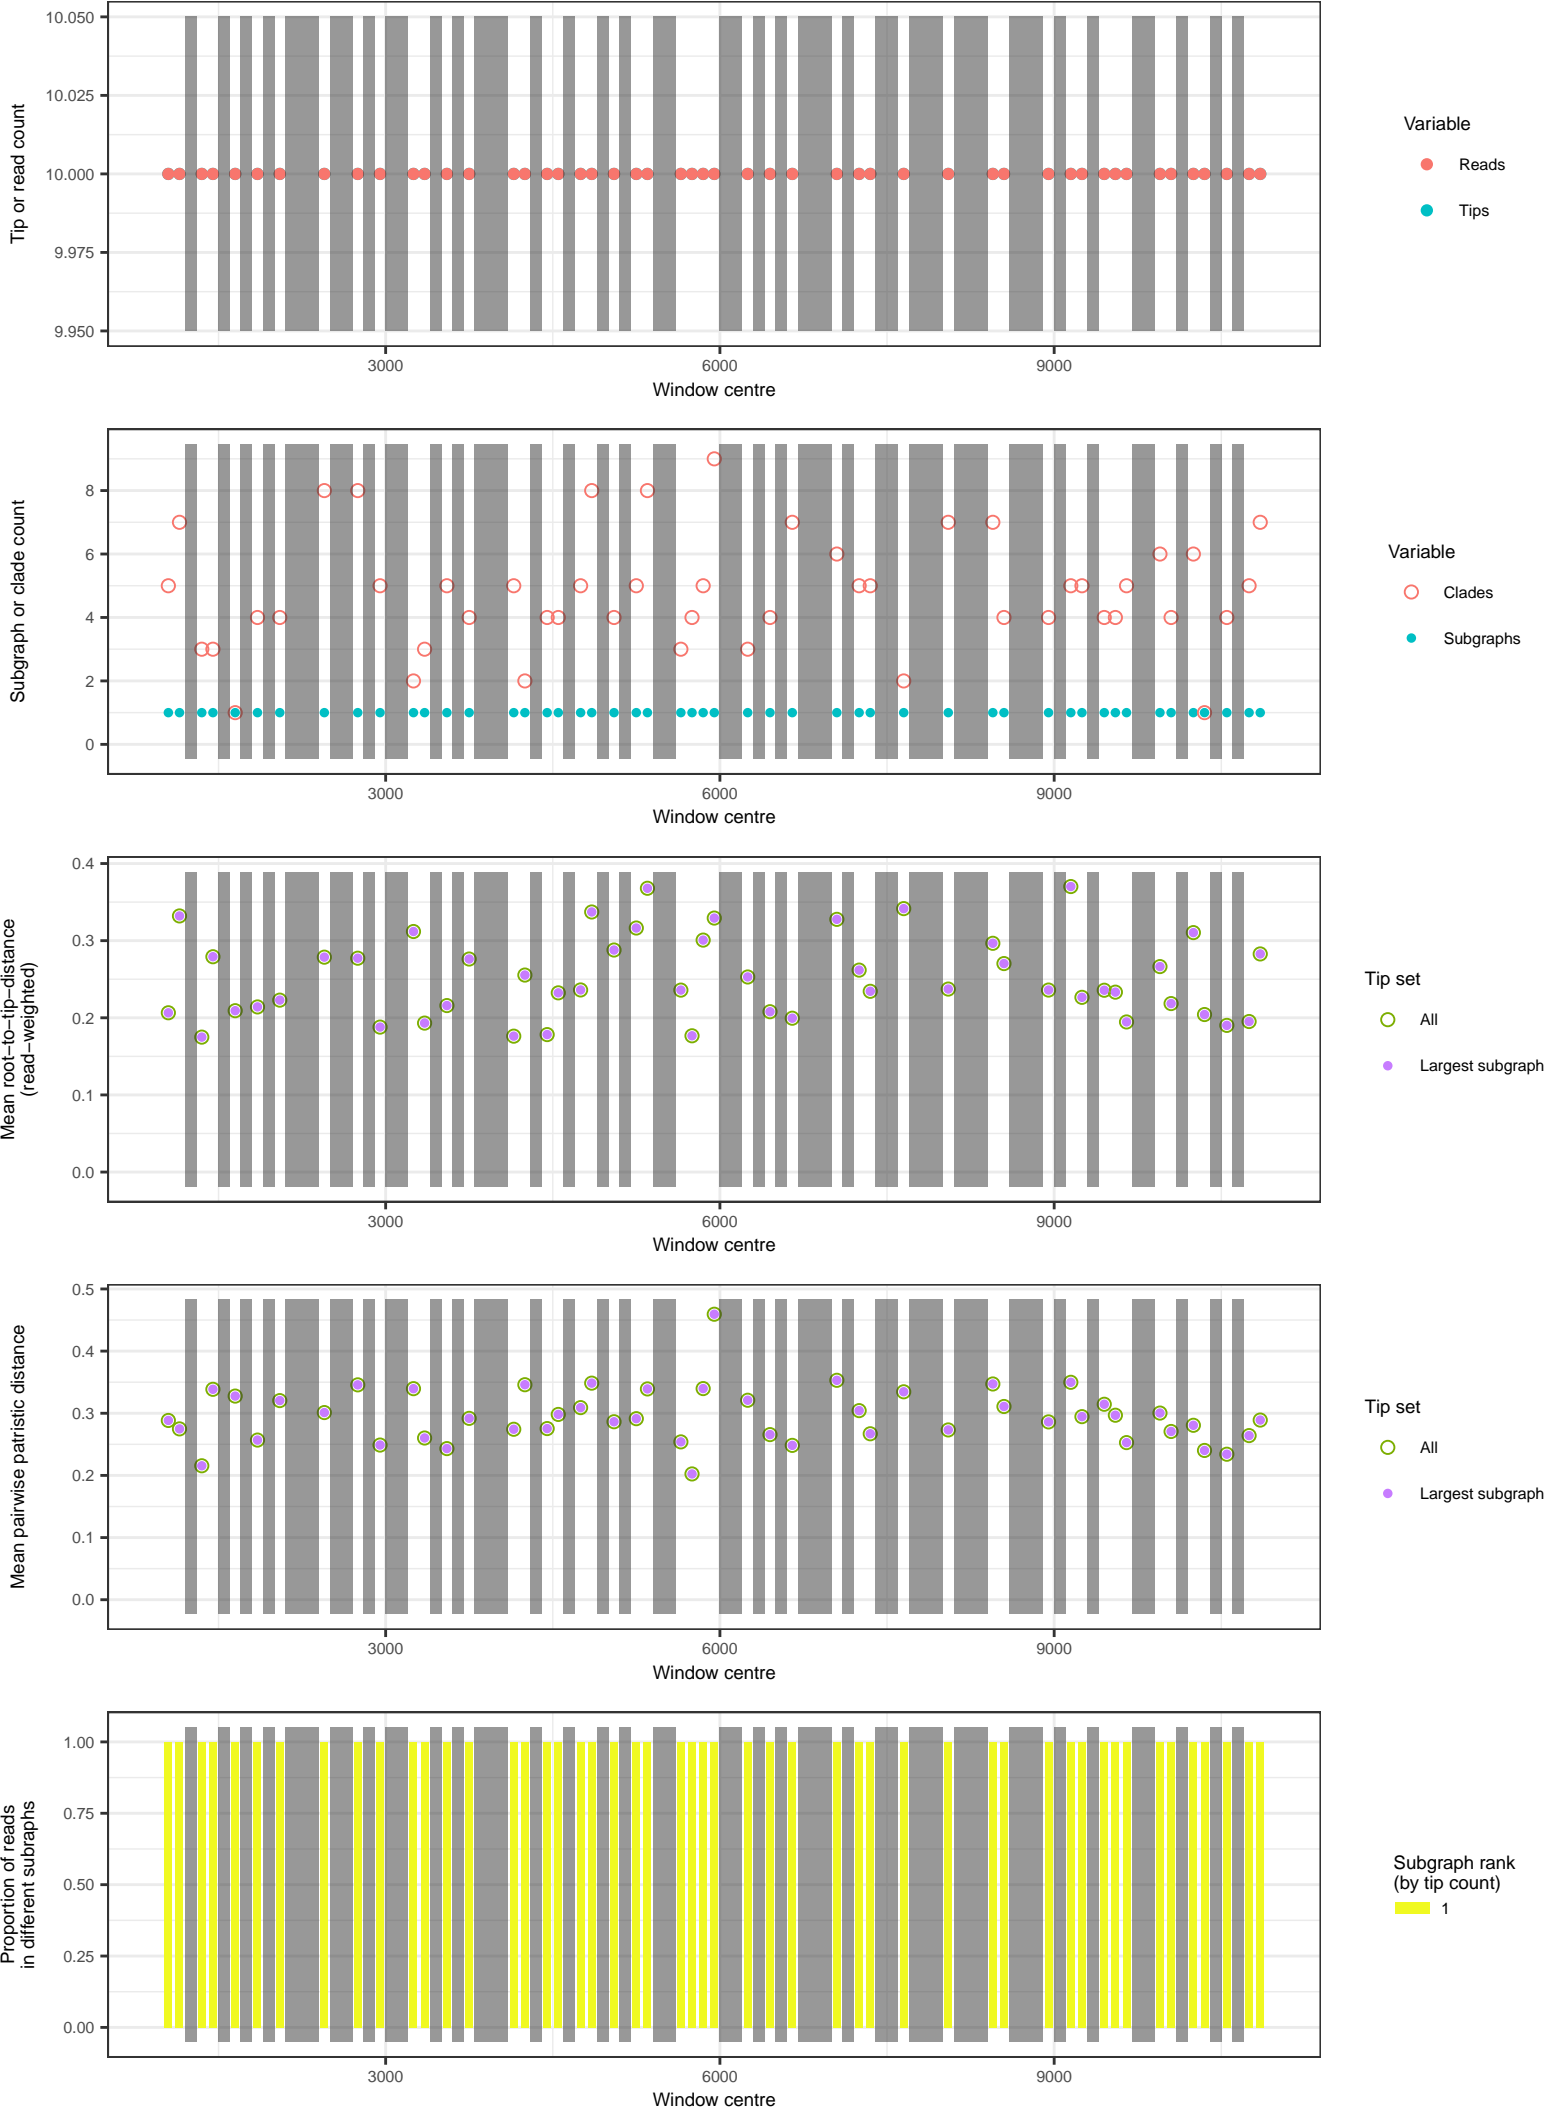 10.050
10.025
10.000
9.975
9.950
Tip or read count
3000
6000
9000
Window centre
Variable
Reads
Tips
8
6
4
2
0
Subgraph or clade count
3000
6000
9000
Window centre
Variable
Clades
Subgraphs
0.4
0.3
0.2
0.1
0.0
Mean root−to−tip−distance
(read−weighted)
3000
6000
9000
Window centre
Tip set
All
Largest subgraph
0.5
0.4
0.3
0.2
0.1
0.0
Mean pairwise patristic distance
3000
6000
9000
Window centre
Tip set
All
Largest subgraph
1.00
0.75
0.50
0.25
0.00
Proportion of reads
in different subraphs
3000
6000
9000
Window centre
Subgraph rank
(by tip count)
1